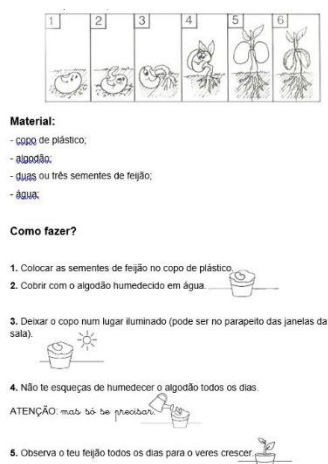 1 2 3 4 5 6
Material:
- copo de plástico;
- algodão;
- duas ou três sementes de feijão;
- água;
Como fazer?
1. Colocar as sementes de feijão no copo de plástico.
2. Cobrir com o algodão humedecido em água.
3. Deixar o copo num lugar iluminado (pode ser no parapeito das janelas da
sala).
4. Não te esqueças de humedecer o algodão todos os dias.
ATENÇÃO: mas só se precisar.
5. Observa o teu feijão todos os dias para o veres crescer.